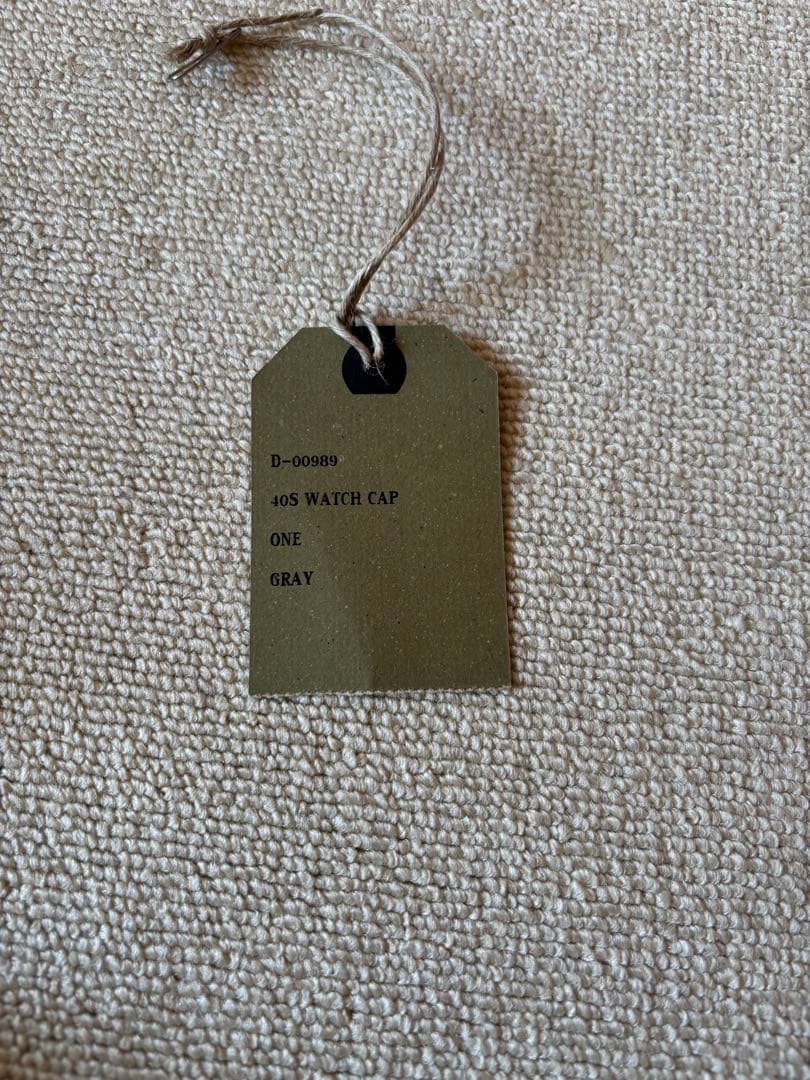 D-00989
40S WATCH CAP
ONE
GRAY